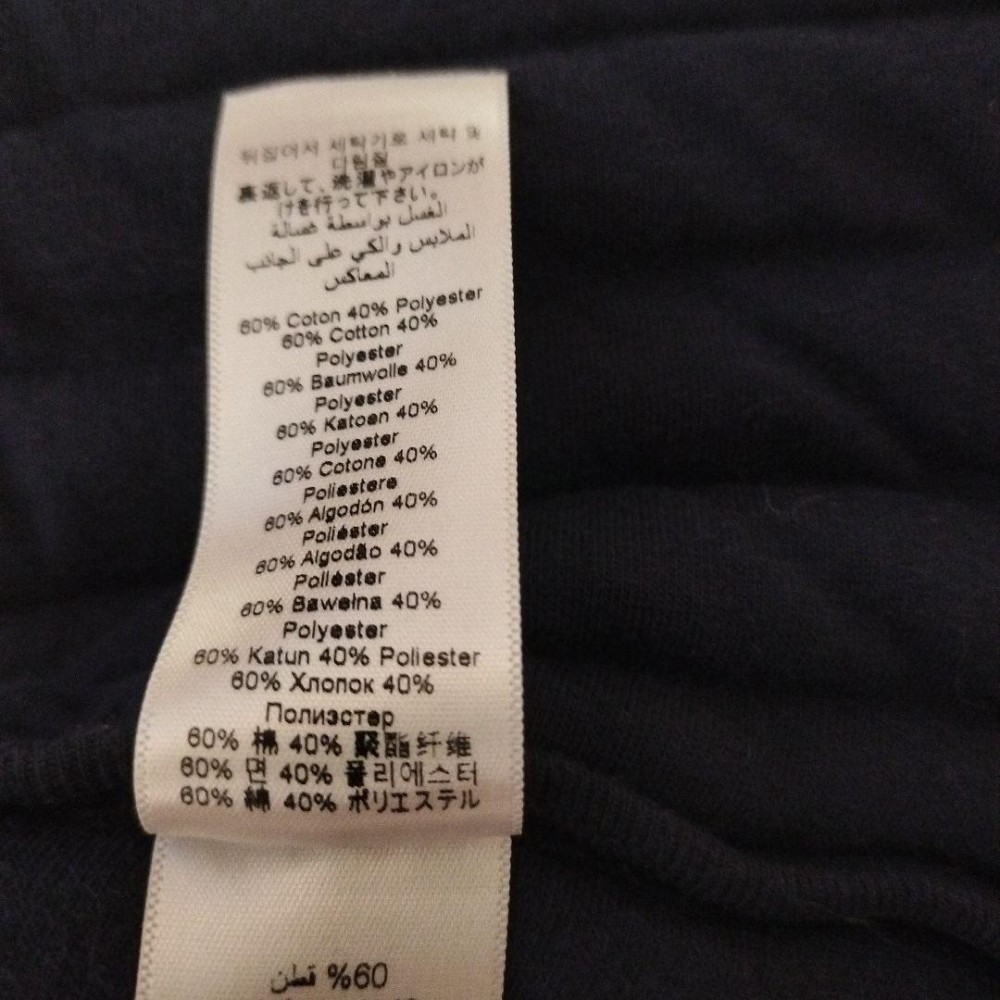 뒤집어서 세탁기로 세탁 및
다림질
裏返して、洗濯やアイロンが
けを行って下さい。
الغسل بواسطة غسالة
الملابس والكي على الجانب
المعاكس
60% Coton 40% Polyester
60% Cotton 40%
Polyester
60% Baumwolle 40%
Polyester
60% Katoen 40%
Polyester
60% Cotone 40%
Poliestere
60% Algodón 40%
Poliéster
60% Algodão 40%
Poliéster
60% Bawełna 40%
Polyester
60% Katun 40% Poliester
60% Хлопок 40%
Полиэстер
60% 棉 40% 聚酯纤维
60% 면 40% 폴리에스터
60% 綿 40% ポリエステル
60% قطن